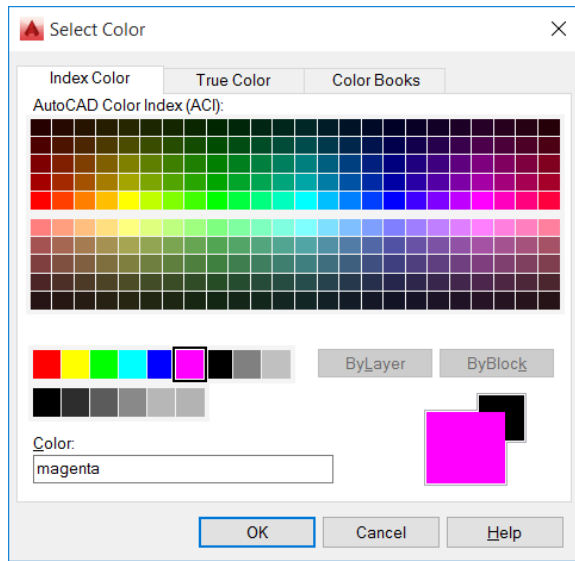 Select Color
Index Color
True Color
Color Books
AutoCAD Color Index (ACI):
ByLayer
ByBlock
Color:
magenta
OK
Cancel
Help